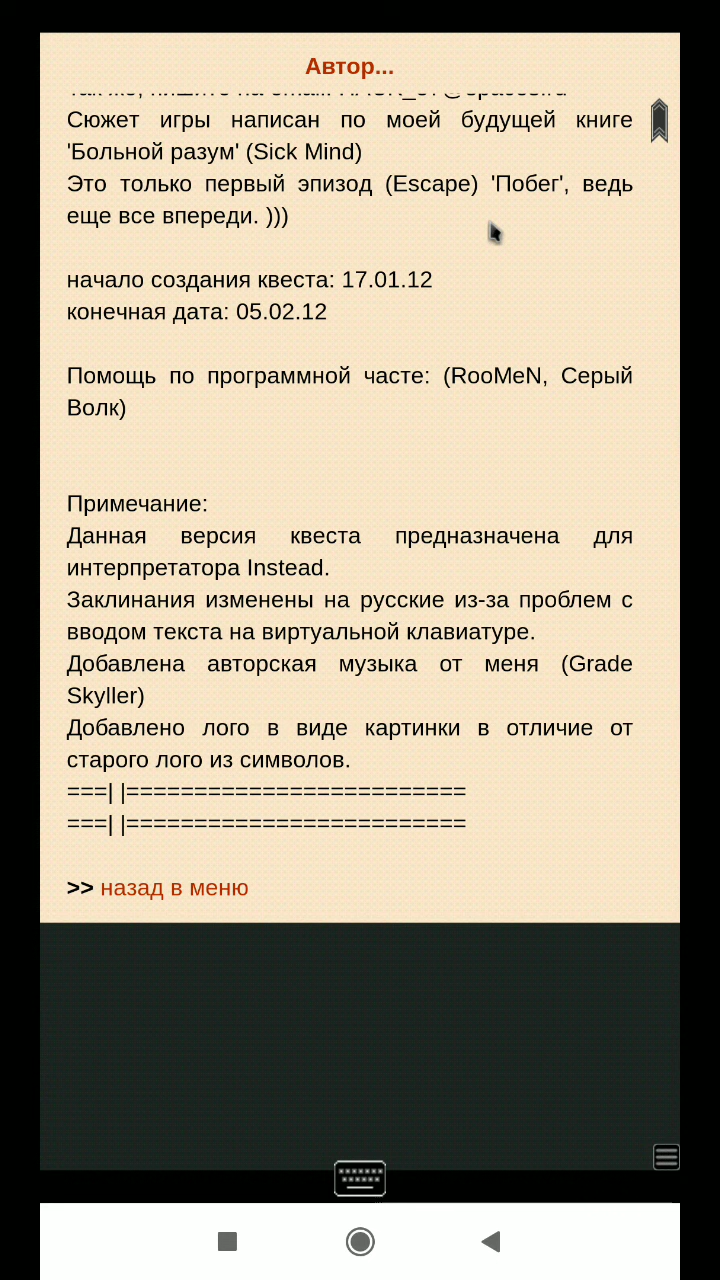 Автор...
Сюжет игры написан по моей будущей книге
'Больной разум' (Sick Mind)
Это только первый эпизод (Escape) 'Побег', ведь
еще все впереди. )))
начало создания квеста: 17.01.12
конечная дата: 05.02.12
Помощь по программной часте: (RooMeN, Серый
Волк)
Примечание:
Данная версия квеста предназначена для
интерпретатора Instead.
Заклинания изменены на русские из-за проблем с
вводом текста на виртуальной клавиатуре.
Добавлена авторская музыка от меня (Grade
Skyller)
Добавлено лого в виде картинки в отличие от
старого лого из символов.
===| |=========================
===| |=========================
>> назад в меню